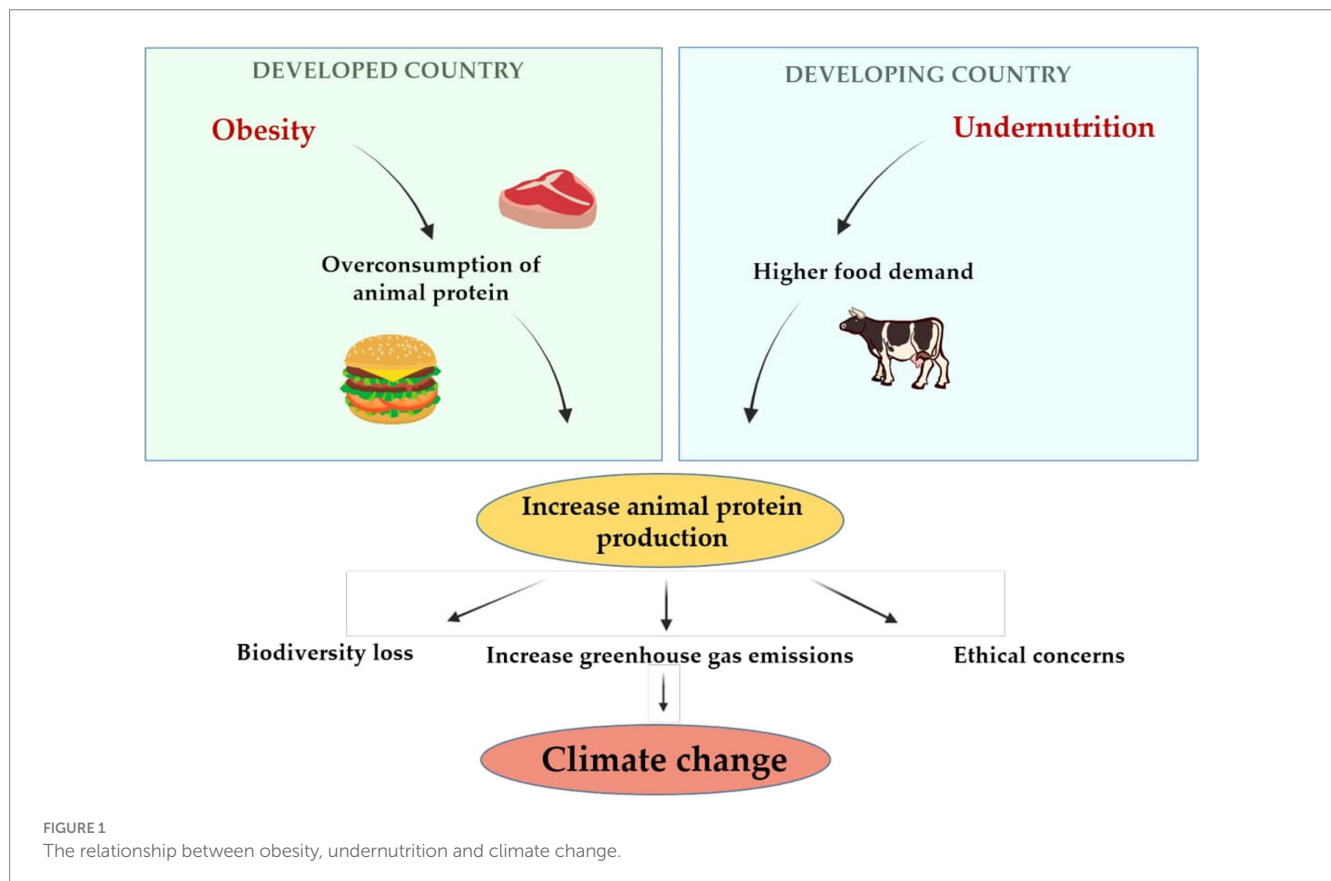 DEVELOPED COUNTRY
Obesity
Overconsumption of
animal protein
DEVELOPING COUNTRY
Undernutrition
Higher food demand
Increase animal protein
production
Biodiversity loss
Increase greenhouse gas emissions
Ethical concerns
Climate change
FIGURE 1
The relationship between obesity, undernutrition and climate change.